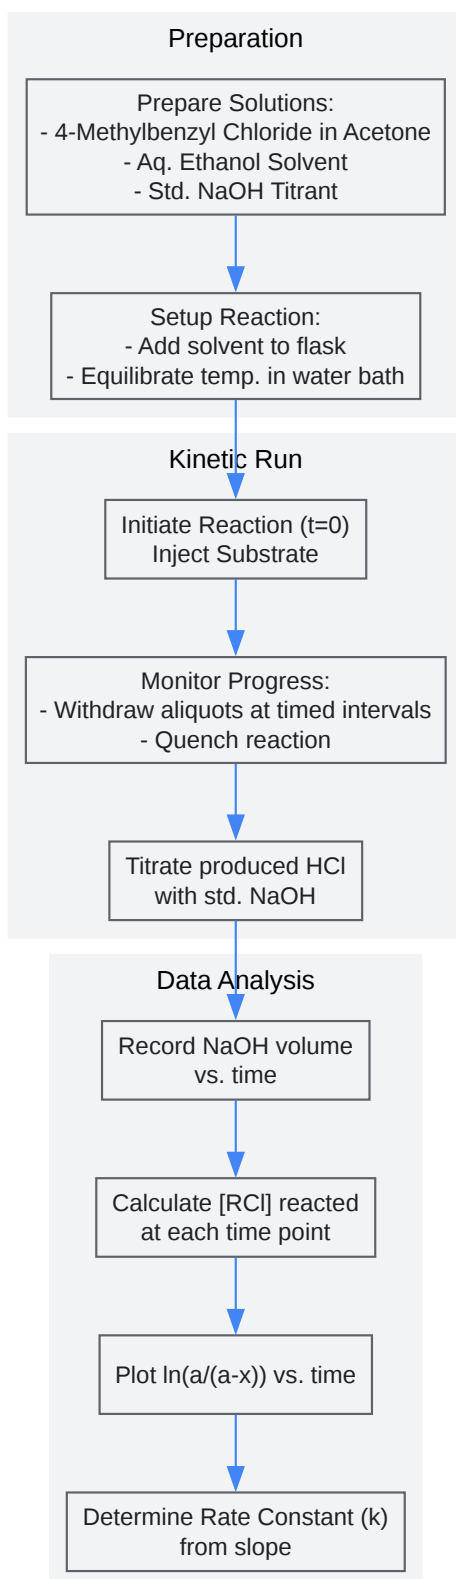 Preparation
Prepare Solutions:
- 4-Methylbenzyl Chloride in Acetone
- Aq. Ethanol Solvent
- Std. NaOH Titrant
Setup Reaction:
- Add solvent to flask
- Equilibrate temp. in water bath
Kinetic Run
Initiate Reaction (t=0)
Inject Substrate
Monitor Progress:
- Withdraw aliquots at timed intervals
- Quench reaction
Titrate produced HCl
with std. NaOH
Data Analysis
Record NaOH volume
vs. time
Calculate [RCl] reacted
at each time point
Plot ln(a/(a-x)) vs. time
Determine Rate Constant (k)
from slope